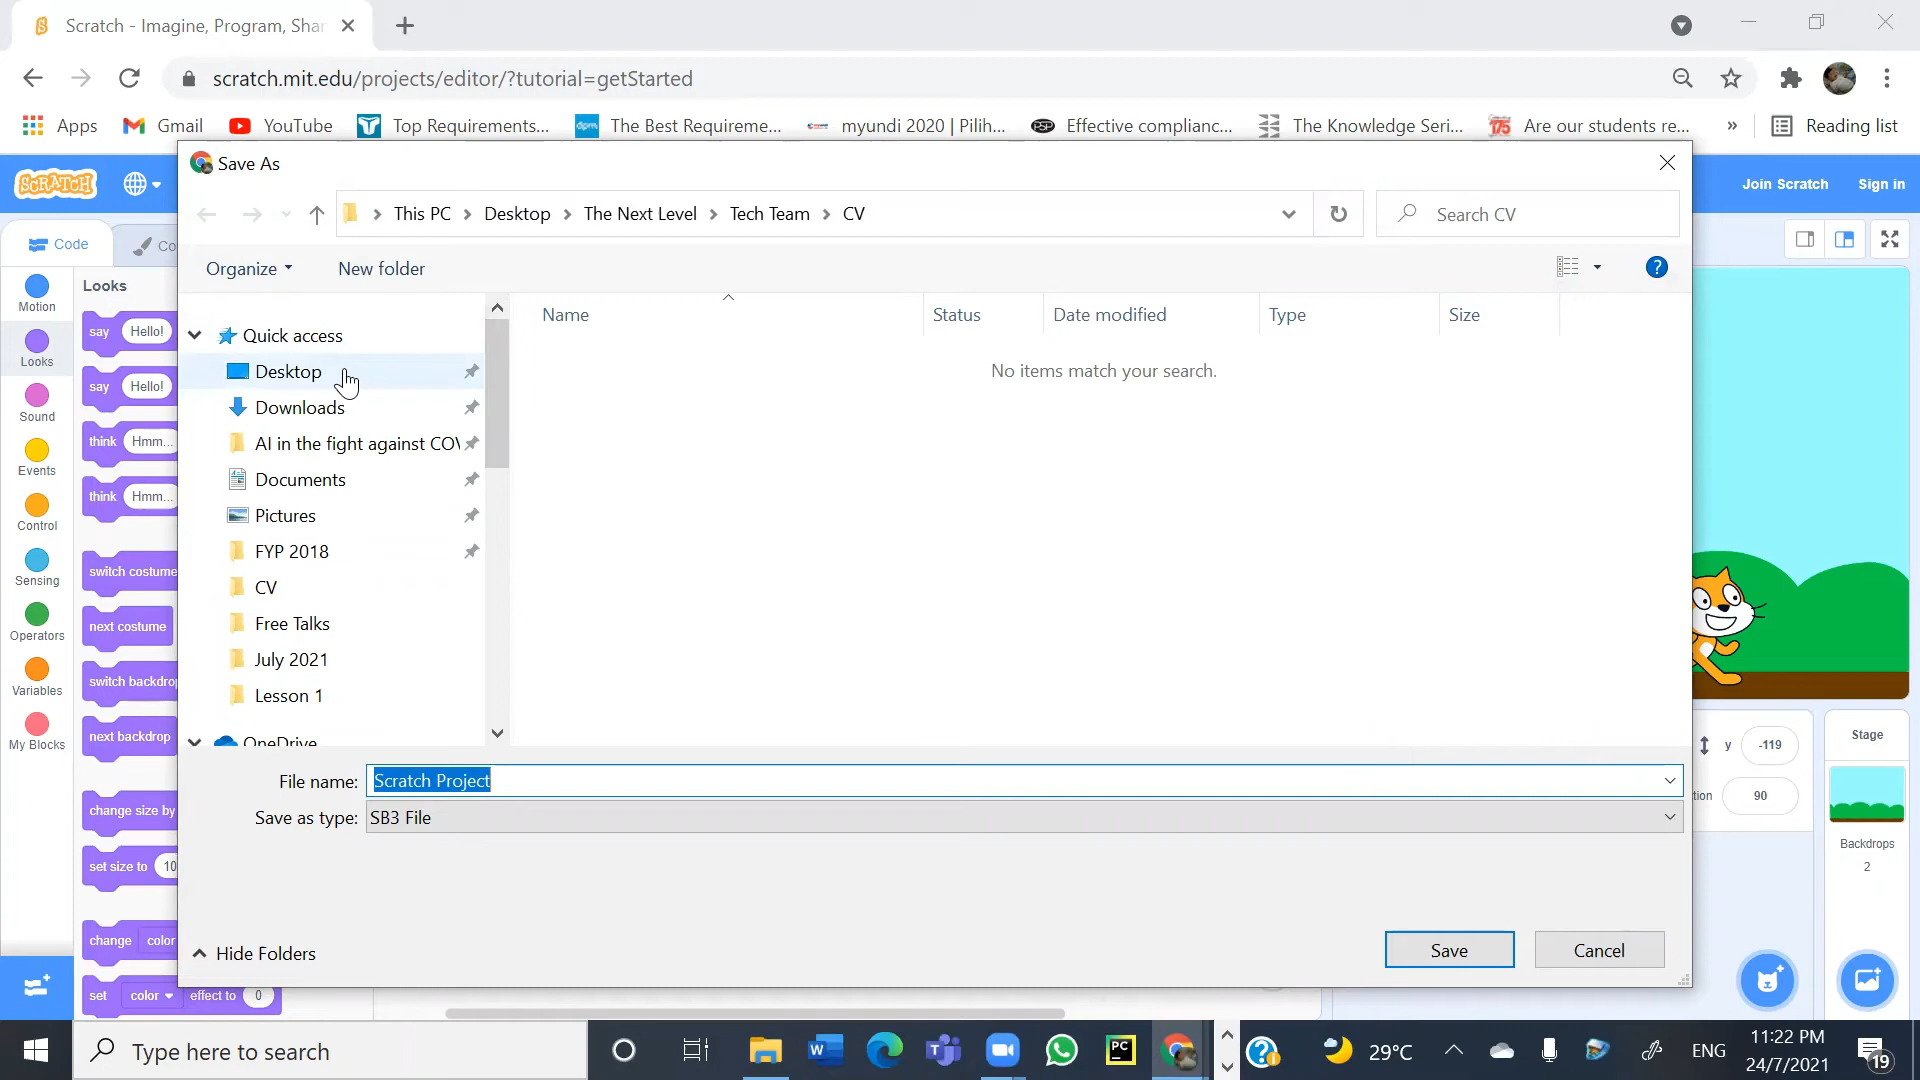 Scratch - Imagine, Program, Shar
scratch.mit.edu/projects/editor/?tutorial=getStarted
Apps Gmail YouTube Top Requirements... The Best Requireme... myundi 2020 | Pilih... Effective complianc... The Knowledge Seri... Are our students re... » Reading list
Save As
SCRATCH
Join Scratch Sign in
This PC > Desktop > The Next Level > Tech Team > CV
Search CV
Code Co
Organize New folder
Motion
Looks
Sound
Events
Control
Sensing
Operators
Variables
My Blocks
Looks
say Hello!
say Hello!
think Hmm...
think Hmm...
switch costume
next costume
switch backdrop
next backdrop
change size by
set size to 10
change color
set color effect to 0
Quick access
Desktop
Downloads
AI in the fight against COV
Documents
Pictures
FYP 2018
CV
Free Talks
July 2021
Lesson 1
OneDrive
Name Status Date modified Type Size
No items match your search.
File name: Scratch Project
Save as type: SB3 File
Hide Folders
Save Cancel
y -119
tion 90
Stage
Backdrops
2
Type here to search
29°C
ENG
11:22 PM
24/7/2021
19